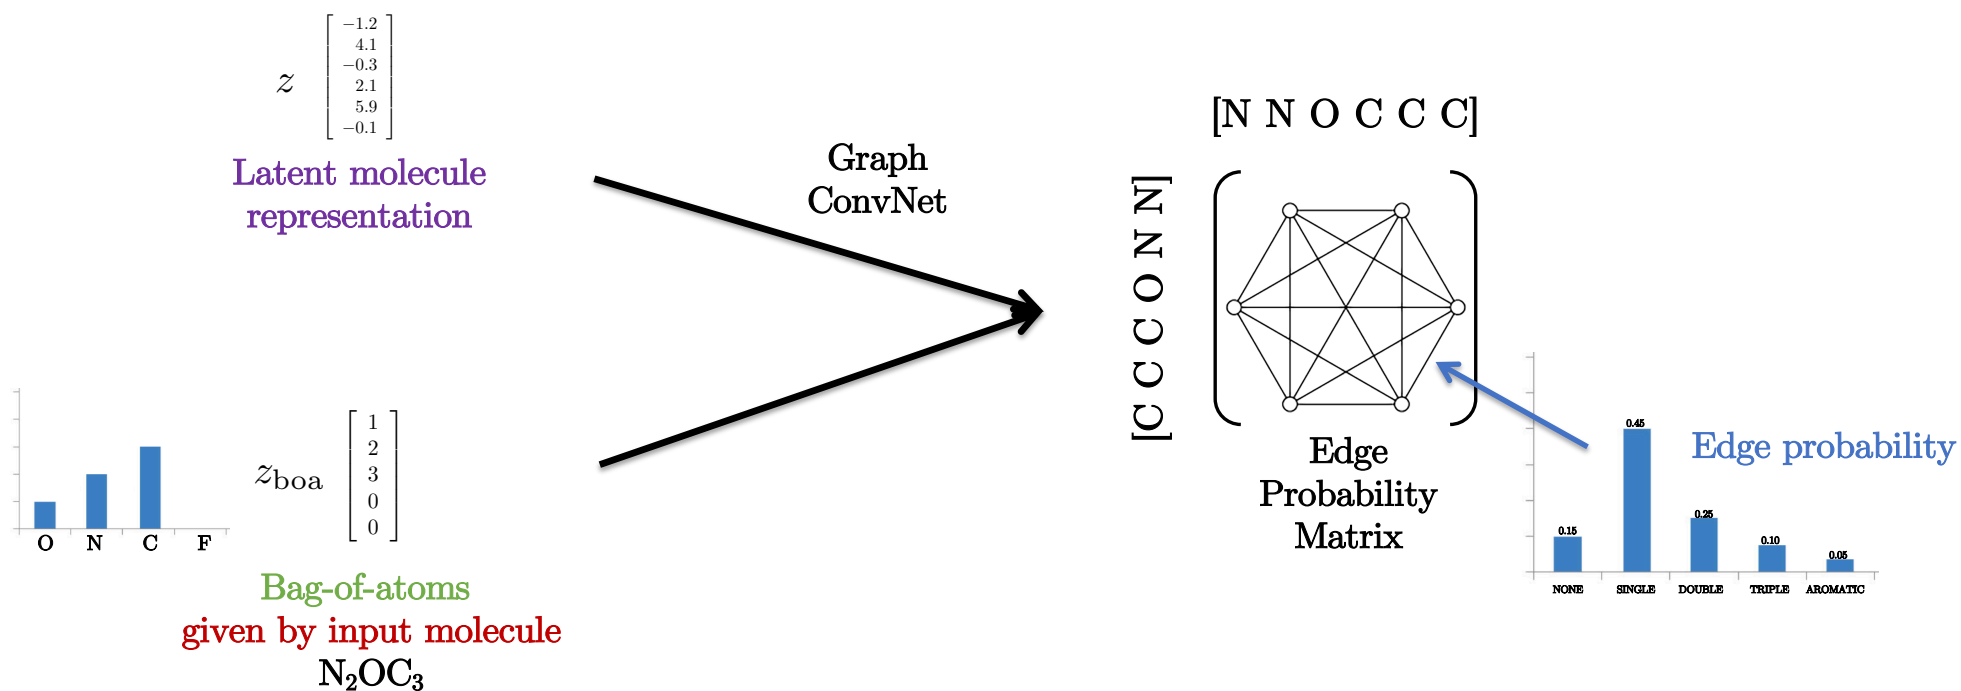 z
−1.2
4.1
−0.3
2.1
5.9
−0.1
Latent molecule
representation
Graph
ConvNet
[N N O C C C]
[C C C O N N]
Edge
Probability
Matrix
O N C F
z_boa
1
2
3
0
0
Bag-of-atoms
given by input molecule
N₂OC₃
Edge probability
0.15 0.45 0.25 0.10 0.05
NONE SINGLE DOUBLE TRIPLE AROMATIC